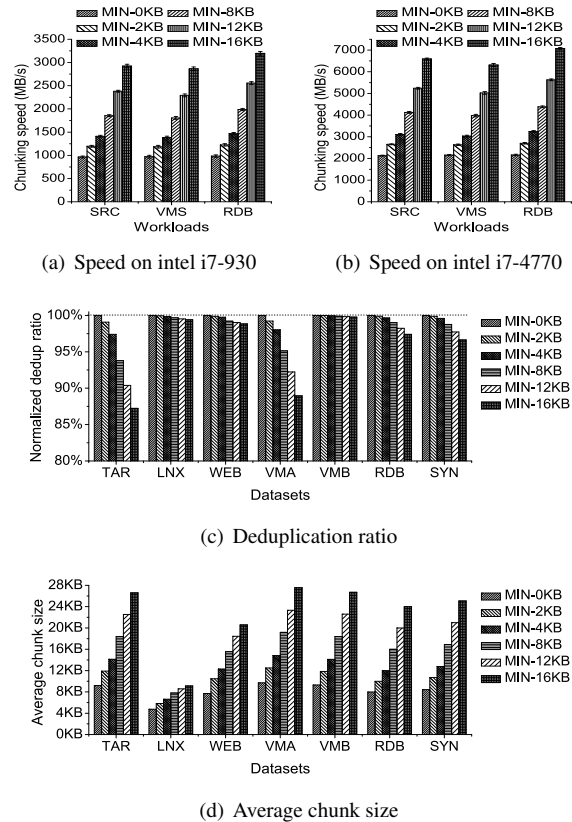 MIN-0KB MIN-8KB
MIN-2KB MIN-12KB
MIN-4KB MIN-16KB
Chunking speed (MB/s)
3500
3000
2500
2000
1500
1000
500
0
SRC VMS RDB
Workloads
(a) Speed on intel i7-930
MIN-0KB MIN-8KB
MIN-2KB MIN-12KB
MIN-4KB MIN-16KB
Chunking speed (MB/s)
7000
6000
5000
4000
3000
2000
1000
0
SRC VMS RDB
Workloads
(b) Speed on intel i7-4770
Normalized dedup ratio
100%
95%
90%
85%
80%
TAR LNX WEB VMA VMB RDB SYN
Datasets
MIN-0KB
MIN-2KB
MIN-4KB
MIN-8KB
MIN-12KB
MIN-16KB
(c) Deduplication ratio
Average chunk size
28KB
24KB
20KB
16KB
12KB
8KB
4KB
0KB
TAR LNX WEB VMA VMB RDB SYN
Datasets
MIN-0KB
MIN-2KB
MIN-4KB
MIN-8KB
MIN-12KB
MIN-16KB
(d) Average chunk size